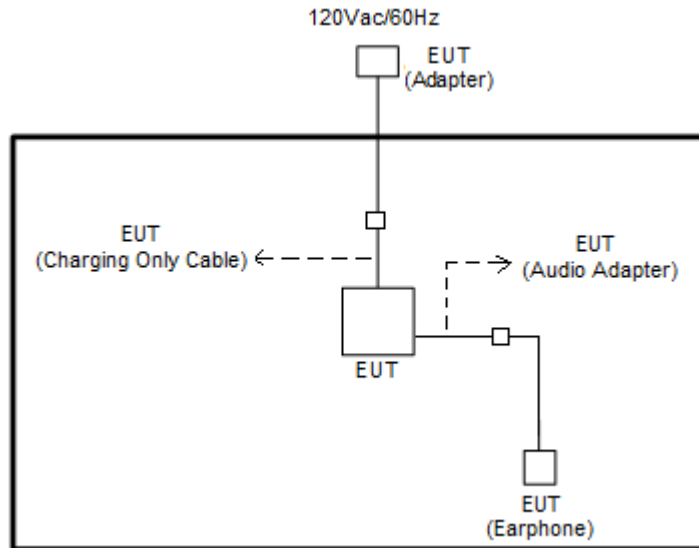 120Vac/60Hz
EUT
(Adapter)
EUT
(Charging Only Cable)
EUT
(Audio Adapter)
EUT
EUT
(Earphone)